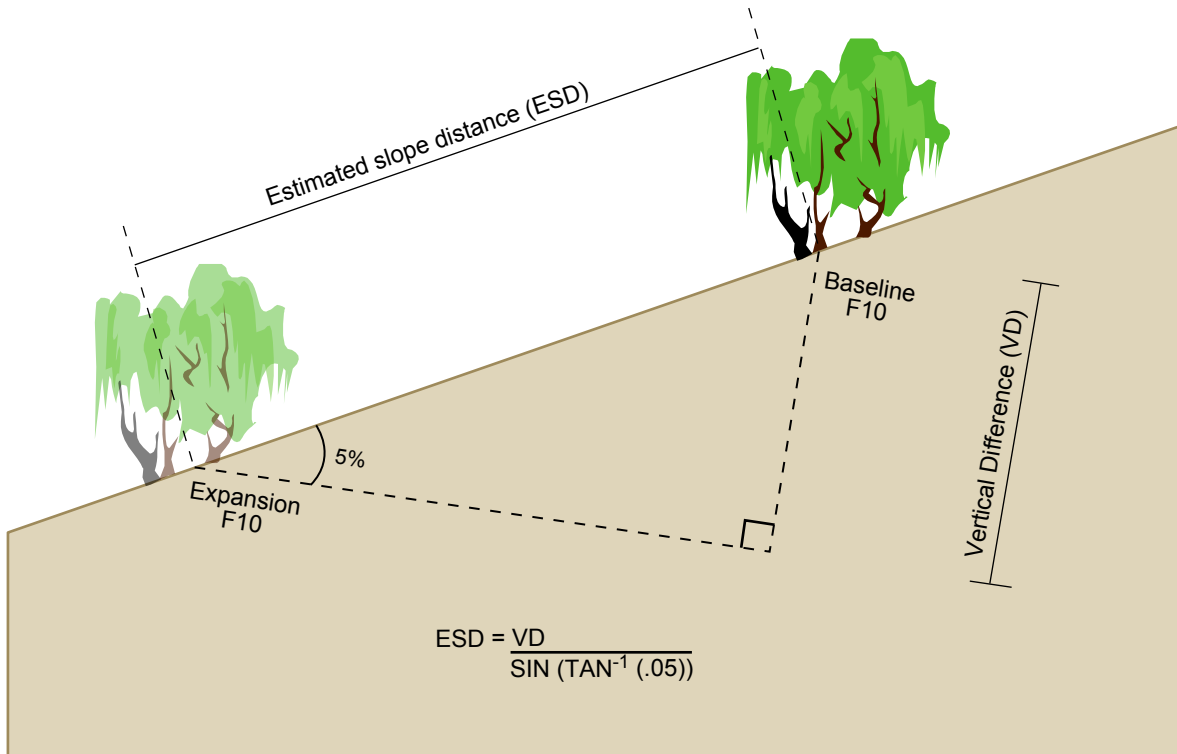 Estimated slope distance (ESD)
Baseline
F10
Vertical Difference (VD)
5%
Expansion
F10
ESD = VD
SIN (TAN⁻¹ (.05))